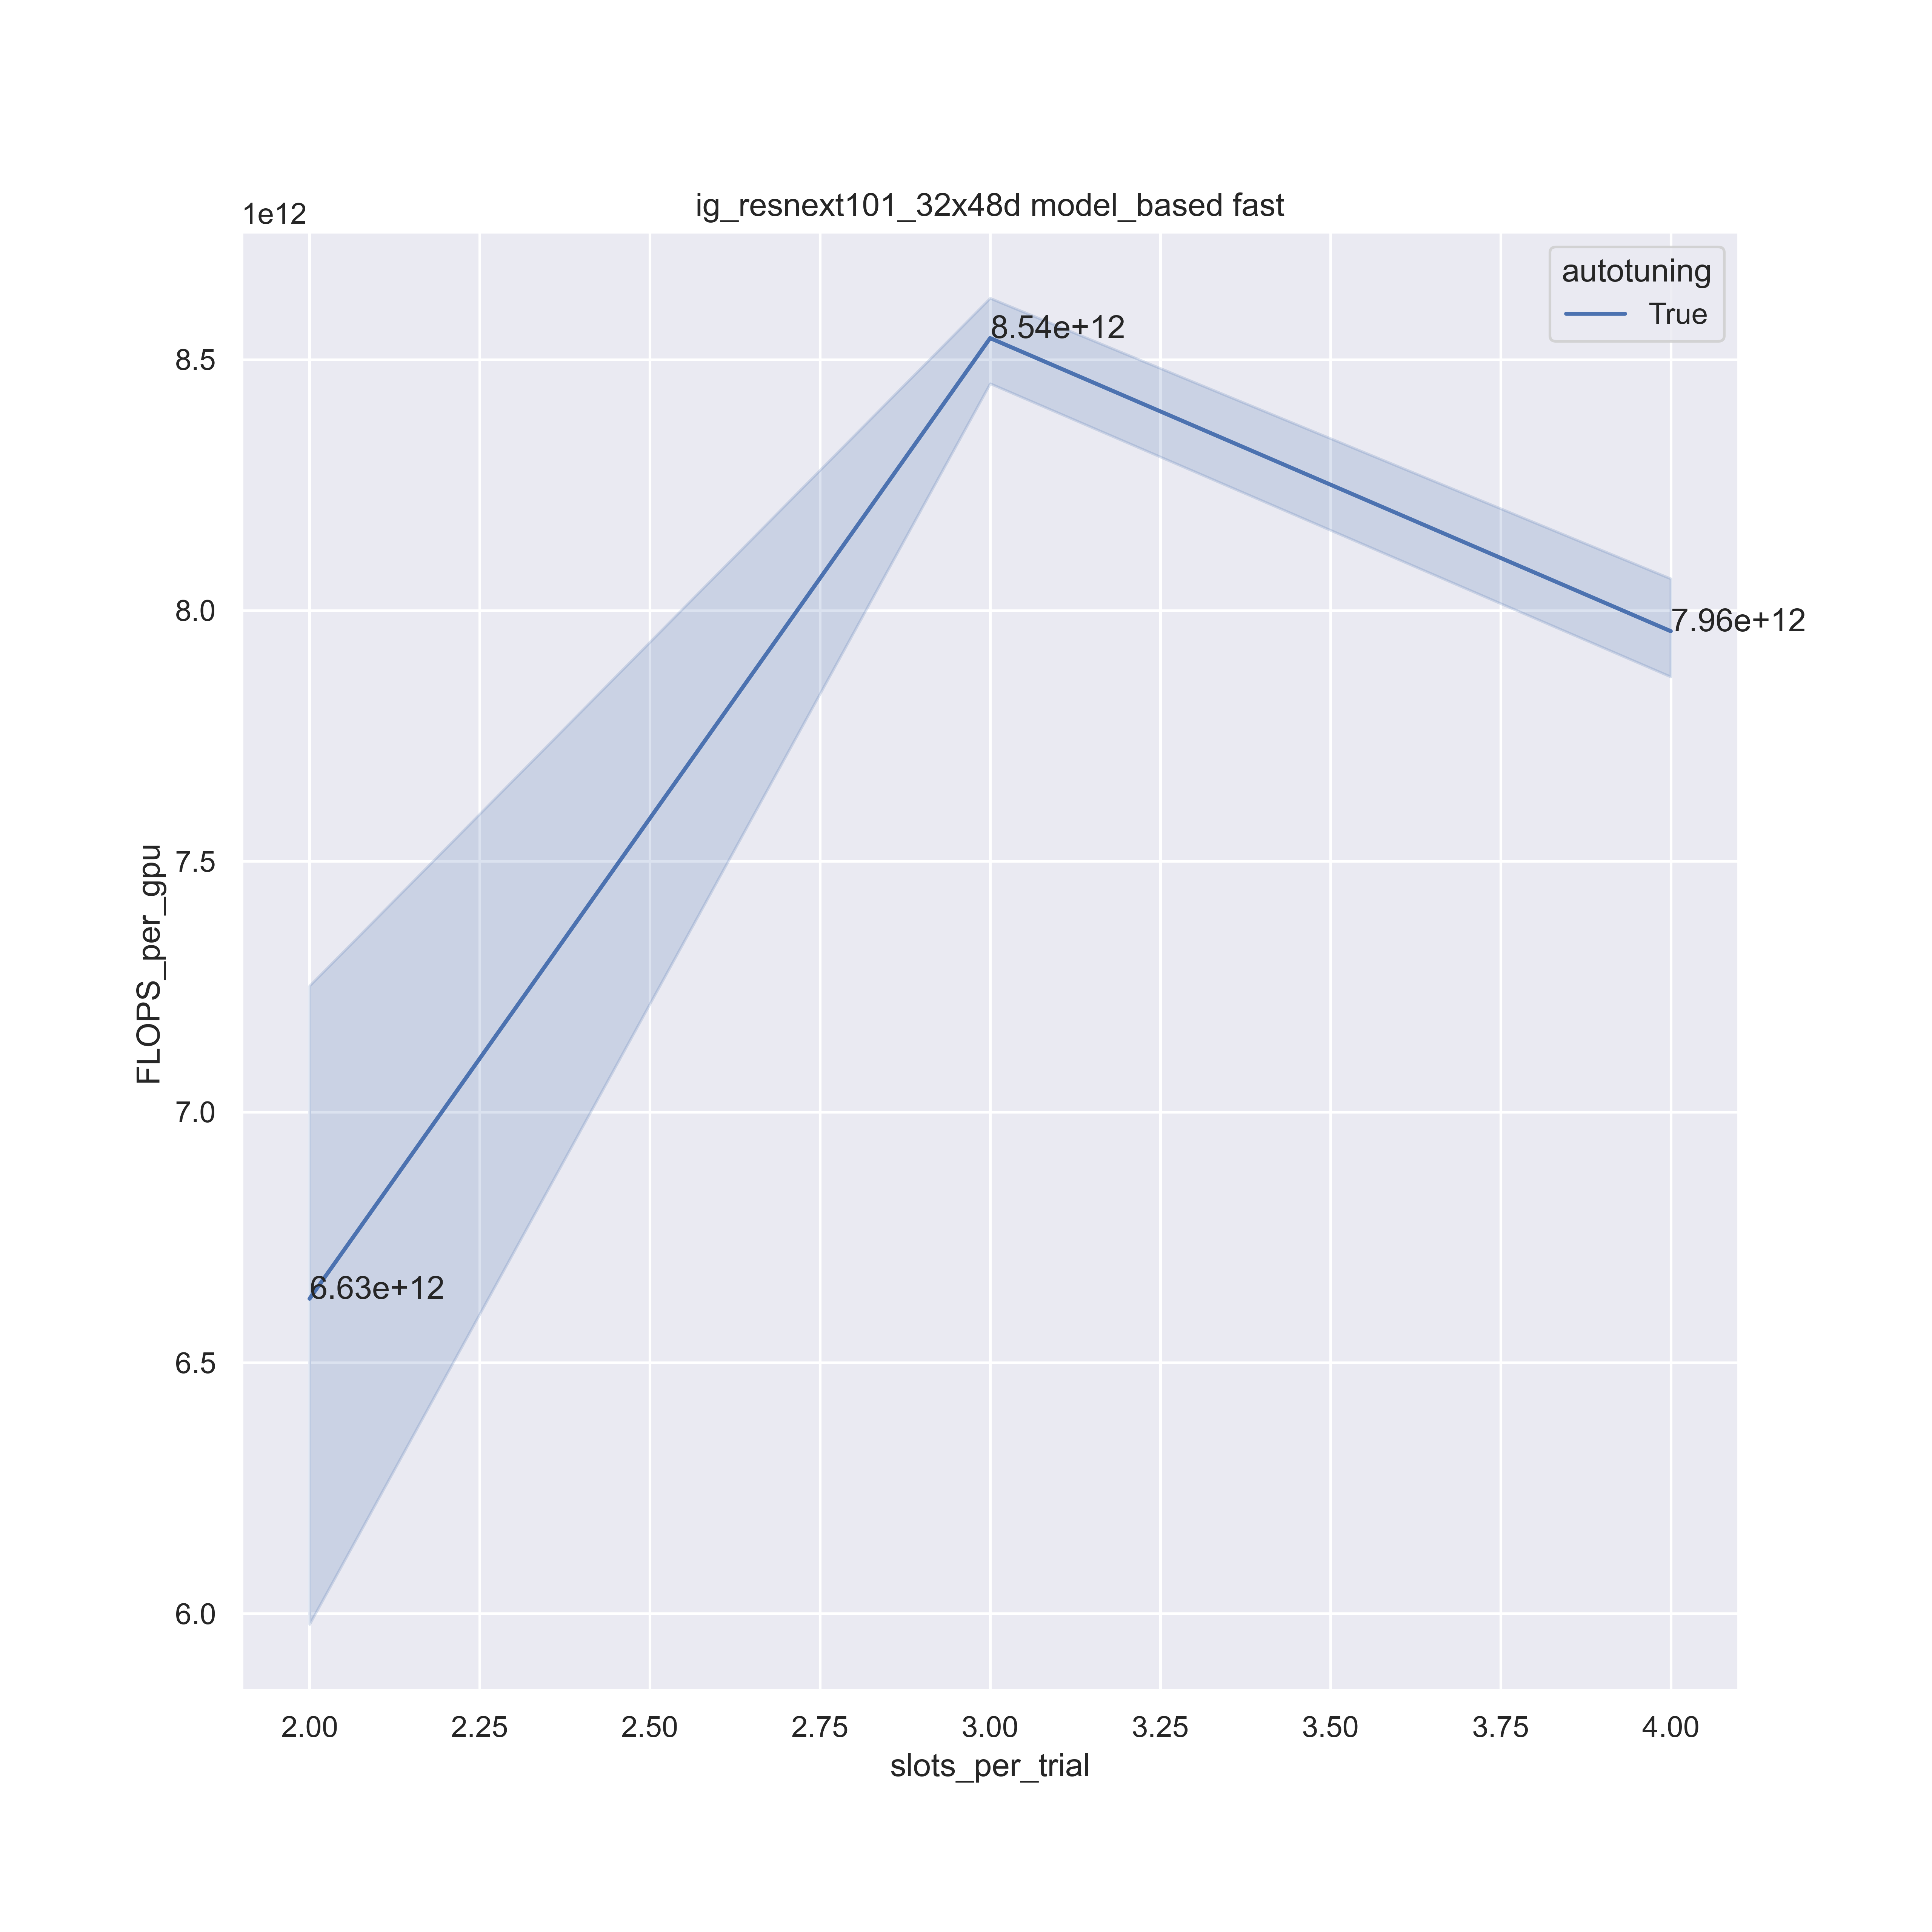 ig_resnext101_32x48d model_based fast
1e12
autotuning
True
8.54e+12
8.5
8.0
7.96e+12
7.5
7.0
6.63e+12
6.5
6.0
FLOPS_per_gpu
2.00 2.25 2.50 2.75 3.00 3.25 3.50 3.75 4.00
slots_per_trial